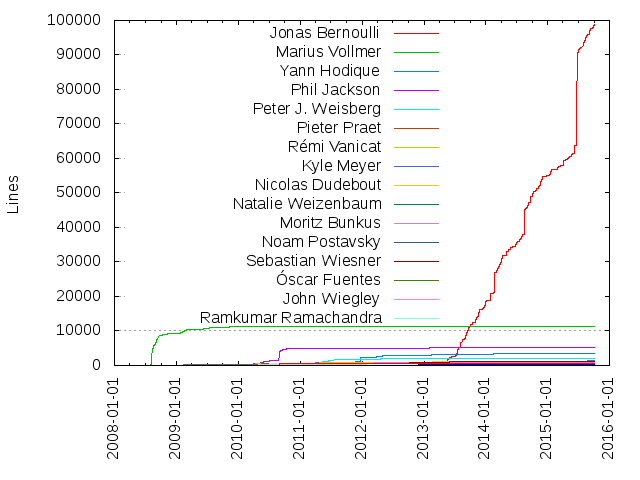 Lines
100000
90000
80000
70000
60000
50000
40000
30000
20000
10000
0
Jonas Bernoulli
Marius Vollmer
Yann Hodique
Phil Jackson
Peter J. Weisberg
Pieter Praet
Rémi Vanicat
Kyle Meyer
Nicolas Dudebout
Natalie Weizenbaum
Moritz Bunkus
Noam Postavsky
Sebastian Wiesner
Óscar Fuentes
John Wiegley
Ramkumar Ramachandra
2008-01-01
2009-01-01
2010-01-01
2011-01-01
2012-01-01
2013-01-01
2014-01-01
2015-01-01
2016-01-01